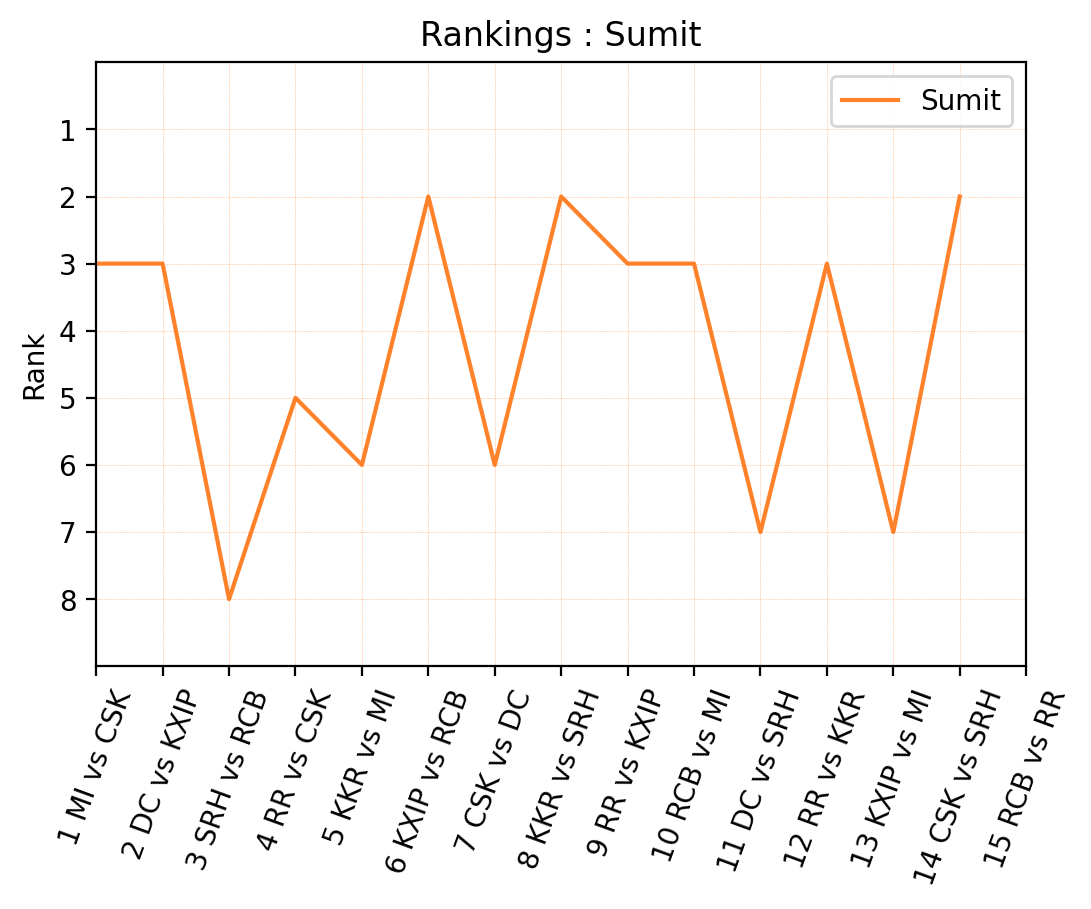 Rankings : Sumit
Sumit
Rank
1
2
3
4
5
6
7
8
1 MI vs CSK
2 DC vs KXIP
3 SRH vs RCB
4 RR vs CSK
5 KKR vs MI
6 KXIP vs RCB
7 CSK vs DC
8 KKR vs SRH
9 RR vs KXIP
10 RCB vs MI
11 DC vs SRH
12 RR vs KKR
13 KXIP vs MI
14 CSK vs SRH
15 RCB vs RR